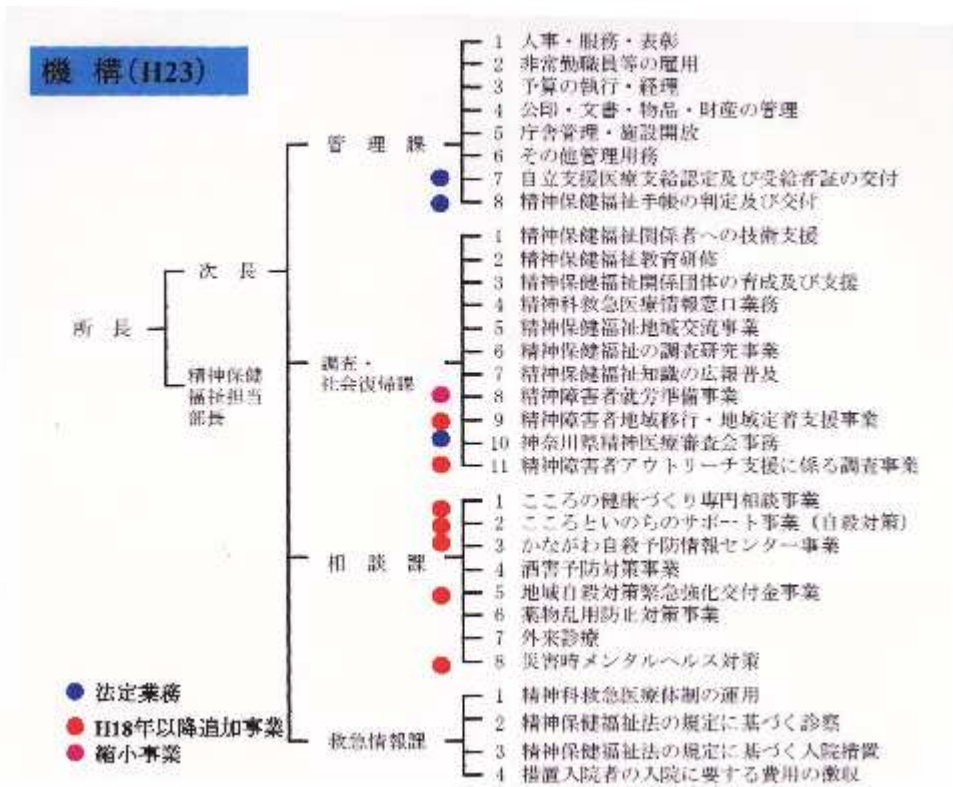 機 構(H23)
所 長
次 長
精神保健
福祉担当
部長
管 理 課
1 人事・服務・表彰
2 非常勤職員等の雇用
3 予算の執行・経理
4 公印・文書・物品・財産の管理
5 庁舎管理・施設開放
6 その他管理用務
7 自立支援医療支給認定及び受給者証の交付
8 精神保健福祉手帳の判定及び交付
調査・
社会復帰課
1 精神保健福祉関係者への技術支援
2 精神保健福祉教育研修
3 精神保健福祉関係団体の育成及び支援
4 精神科救急医療情報窓口業務
5 精神保健福祉地域交流事業
6 精神保健福祉の調査研究事業
7 精神保健福祉知識の広報普及
8 精神障害者就労準備事業
9 精神障害者地域移行・地域定着支援事業
10 神奈川県精神医療審査会事務
11 精神障害者アウトリーチ支援に係る調査事業
相 談 課
1 こころの健康づくり専門相談事業
2 こころといのちのサポート事業(自殺対策)
3 かながわ自殺予防情報センター事業
4 酒害予防対策事業
5 地域自殺対策緊急強化交付金事業
6 薬物乱用防止対策事業
7 外来診療
8 災害時メンタルヘルス対策
救急情報課
1 精神科救急医療体制の運用
2 精神保健福祉法の規定に基づく診察
3 精神保健福祉法の規定に基づく入院措置
4 措置入院者の入院に要する費用の徴収
法定業務
H18年以降追加事業
縮小事業